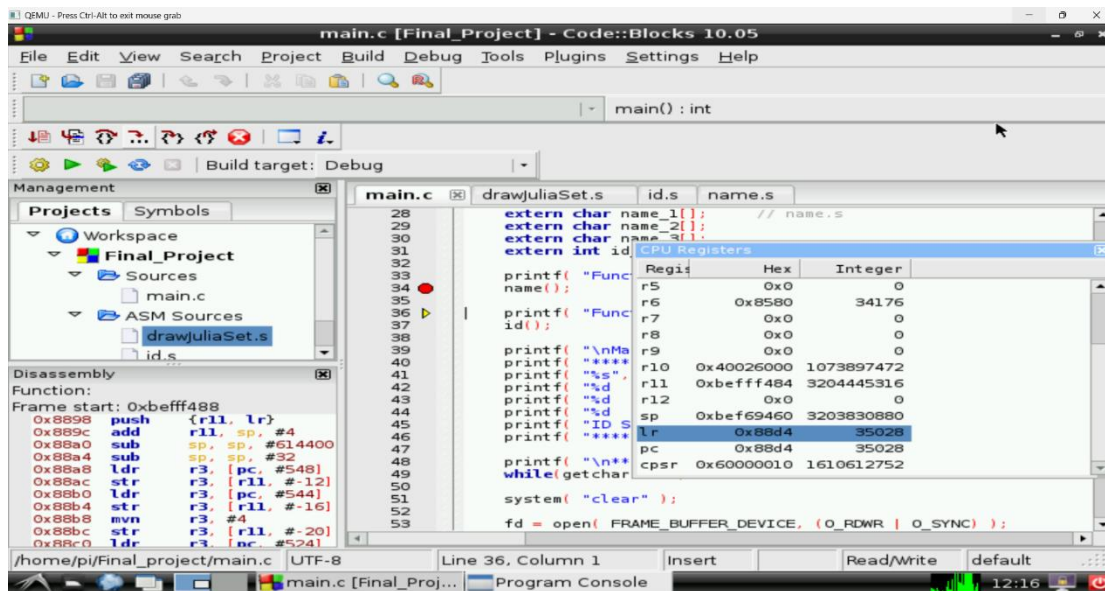 QEMU - Press Ctrl-Alt to exit mouse grab
main.c [Final_Project] - Code::Blocks 10.05
File Edit View Search Project Build Debug Tools Plugins Settings Help
main() : int
Build target: Debug
Management
Projects Symbols
Workspace
Final_Project
Sources
main.c
ASM Sources
drawJuliaSet.s
id.s
Disassembly
Function:
Frame start: 0xbefff488
0x8898 push {r11, lr}
0x889c add r11, sp, #4
0x88a0 sub sp, sp, #614400
0x88a4 sub sp, sp, #32
0x88a8 ldr r3, [pc, #548]
0x88ac str r3, [r11, #-12]
0x88b0 ldr r3, [pc, #544]
0x88b4 str r3, [r11, #-16]
0x88b8 mvn r3, #4
0x88bc str r3, [r11, #-20]
0x88c0 ldr r3, [pc, #524]
main.c drawJuliaSet.s id.s name.s
28 extern char name_1[]; // name.s
29 extern char name_2[];
30 extern char name_3[];
31 extern int id
32
33 printf( "Func
34 name();
35
36 printf( "Func
37 id();
38
39 printf( "\nMa
40 printf( "****
41 printf( "%s",
42 printf( "%d
43 printf( "%d
44 printf( "%d
45 printf( "ID S
46 printf( "****
47
48 printf( "\n**
49 while(getchar
50
51 system( "clear" );
52
53 fd = open( FRAME_BUFFER_DEVICE, (O_RDWR | O_SYNC) );
CPU Registers
Regis Hex Integer
r5 0x0 0
r6 0x8580 34176
r7 0x0 0
r8 0x0 0
r9 0x0 0
r10 0x40026000 1073897472
r11 0xbefff484 3204445316
r12 0x0 0
sp 0xbef69460 3203830880
lr 0x88d4 35028
pc 0x88d4 35028
cpsr 0x60000010 1610612752
/home/pi/Final_project/main.c UTF-8 Line 36, Column 1 Insert Read/Write default
main.c [Final_Proj... Program Console 12:16